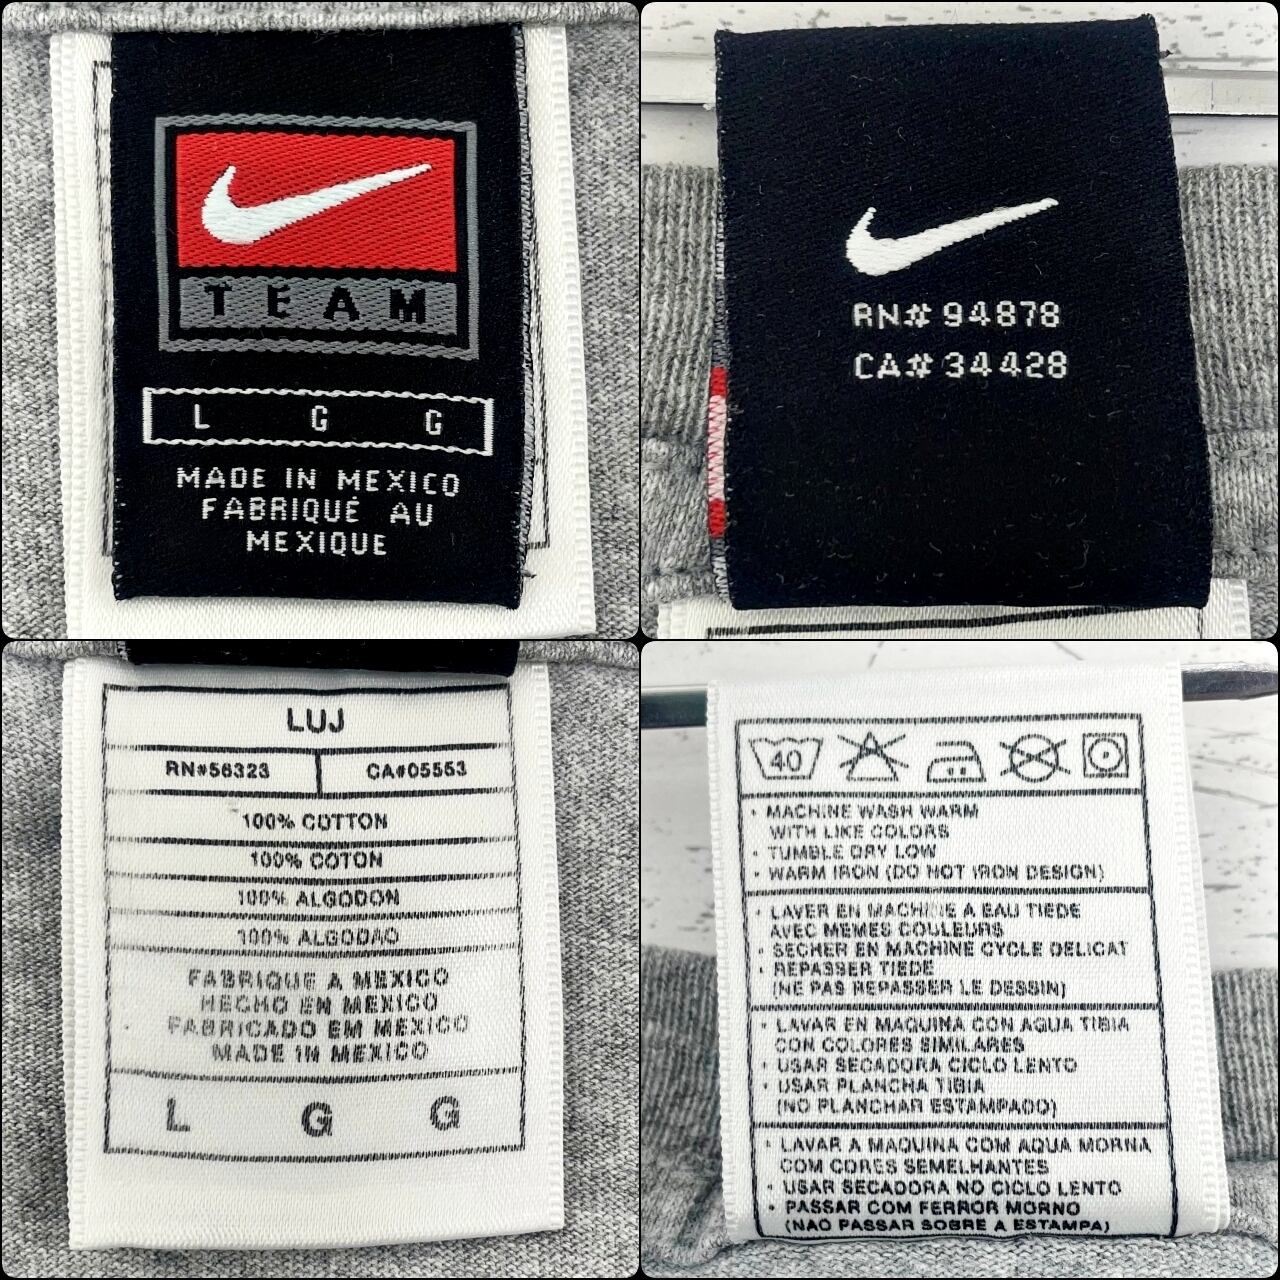 TEAM
L G G
MADE IN MEXICO
FABRIQUÉ AU
MEXIQUE
RN# 94878
CA# 34428
LUJ
RN#56323 CA#05553
100% COTTON
100% COTON
100% ALGODON
100% ALGODAO
FABRIQUE A MEXICO
HECHO EN MEXICO
FABRICADO EM MEXICO
MADE IN MEXICO
L G G
40
• MACHINE WASH WARM
WITH LIKE COLORS
• TUMBLE DRY LOW
• WARM IRON (DO NOT IRON DESIGN)
• LAVER EN MACHINE A EAU TIEDE
AVEC MEMES COULEURS
• SECHER EN MACHINE CYCLE DELICAT
• REPASSER TIEDE
(NE PAS REPASSER LE DESSIN)
• LAVAR EN MAQUINA CON AGUA TIBIA
CON COLORES SIMILARES
• USAR SECADORA CICLO LENTO
• USAR PLANCHA TIBIA
(NO PLANCHAR ESTAMPADO)
• LAVAR A MAQUINA COM AQUA MORNA
COM CORES SEMELHANTES
• USAR SECADORA NO CICLO LENTO
• PASSAR COM FERROR MORNO
(NAO PASSAR SOBRE A ESTAMPA)